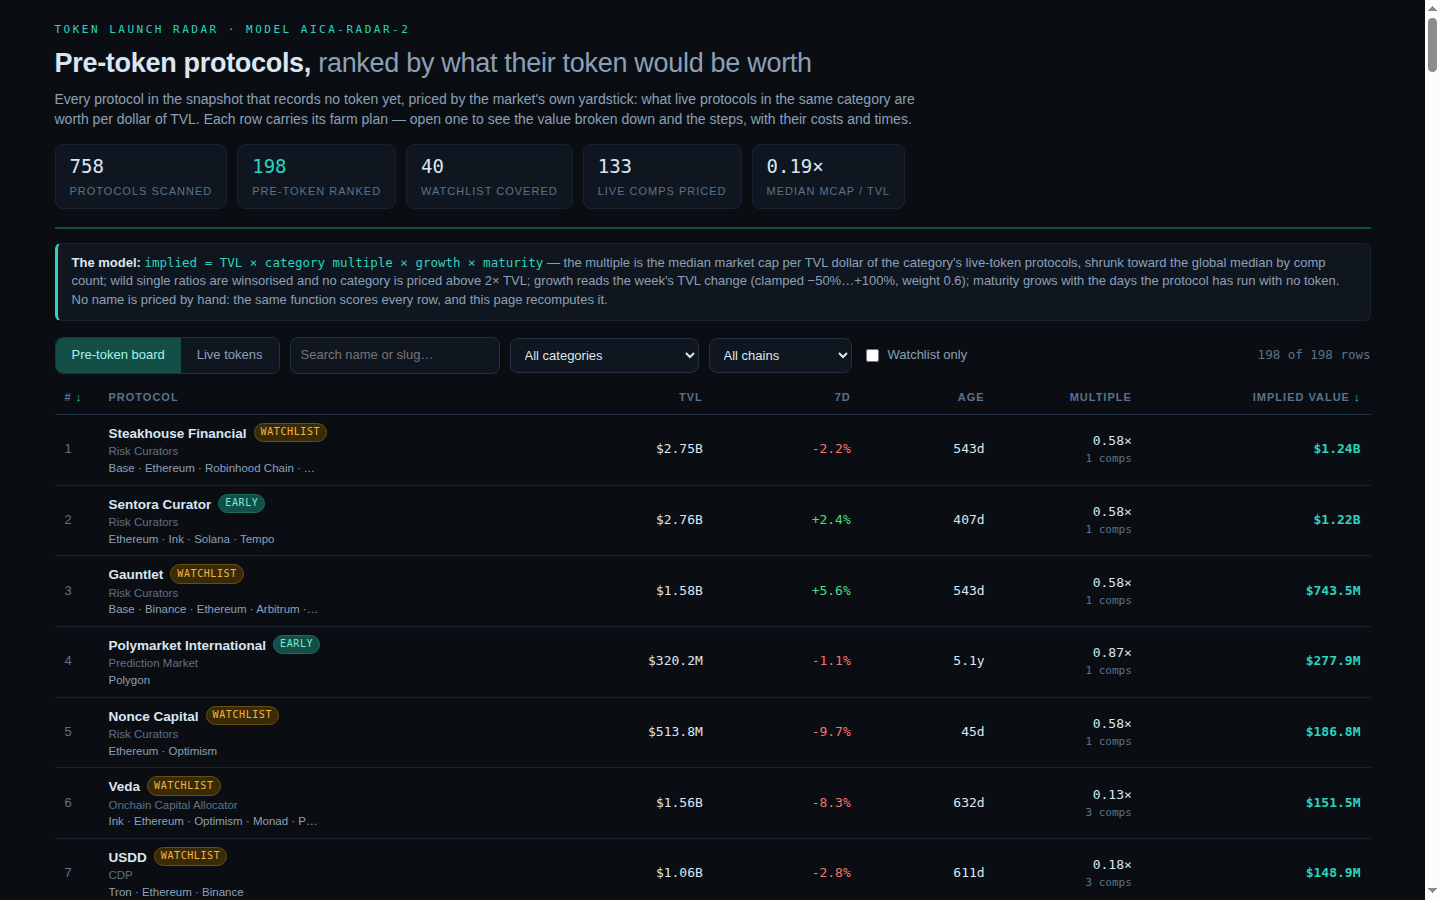 TOKEN LAUNCH RADAR · MODEL AICA-RADAR-2
Pre-token protocols, ranked by what their token would be worth
Every protocol in the snapshot that records no token yet, priced by the market's own yardstick: what live protocols in the same category are
worth per dollar of TVL. Each row carries its farm plan — open one to see the value broken down and the steps, with their costs and times.
758 198 40 133 0.19×
PROTOCOLS SCANNED PRE-TOKEN RANKED WATCHLIST COVERED LIVE COMPS PRICED MEDIAN MCAP / TVL
The model: implied = TVL × category multiple × growth × maturity — the multiple is the median market cap per TVL dollar of the category's live-token protocols, shrunk toward the global median by comp
count; wild single ratios are winsorised and no category is priced above 2× TVL; growth reads the week's TVL change (clamped −50%…+100%, weight 0.6); maturity grows with the days the protocol has run with no token.
No name is priced by hand: the same function scores every row, and this page recomputes it.
Pre-token board Live tokens Search name or slug… All categories All chains Watchlist only 198 of 198 rows
# ↓ PROTOCOL TVL 7D AGE MULTIPLE IMPLIED VALUE ↓
Steakhouse Financial WATCHLIST
1 Risk Curators $2.75B -2.2% 543d 0.58× 1 comps $1.24B
Base · Ethereum · Robinhood Chain · …
Sentora Curator EARLY
2 Risk Curators $2.76B +2.4% 407d 0.58× 1 comps $1.22B
Ethereum · Ink · Solana · Tempo
Gauntlet WATCHLIST
3 Risk Curators $1.58B +5.6% 543d 0.58× 1 comps $743.5M
Base · Binance · Ethereum · Arbitrum ·…
Polymarket International EARLY
4 Prediction Market $320.2M -1.1% 5.1y 0.87× 1 comps $277.9M
Polygon
Nonce Capital WATCHLIST
5 Risk Curators $513.8M -9.7% 45d 0.58× 1 comps $186.8M
Ethereum · Optimism
Veda WATCHLIST
6 Onchain Capital Allocator $1.56B -8.3% 632d 0.13× 3 comps $151.5M
Ink · Ethereum · Optimism · Monad · P…
USDD WATCHLIST
7 CDP $1.06B -2.8% 611d 0.18× 3 comps $148.9M
Tron · Ethereum · Binance